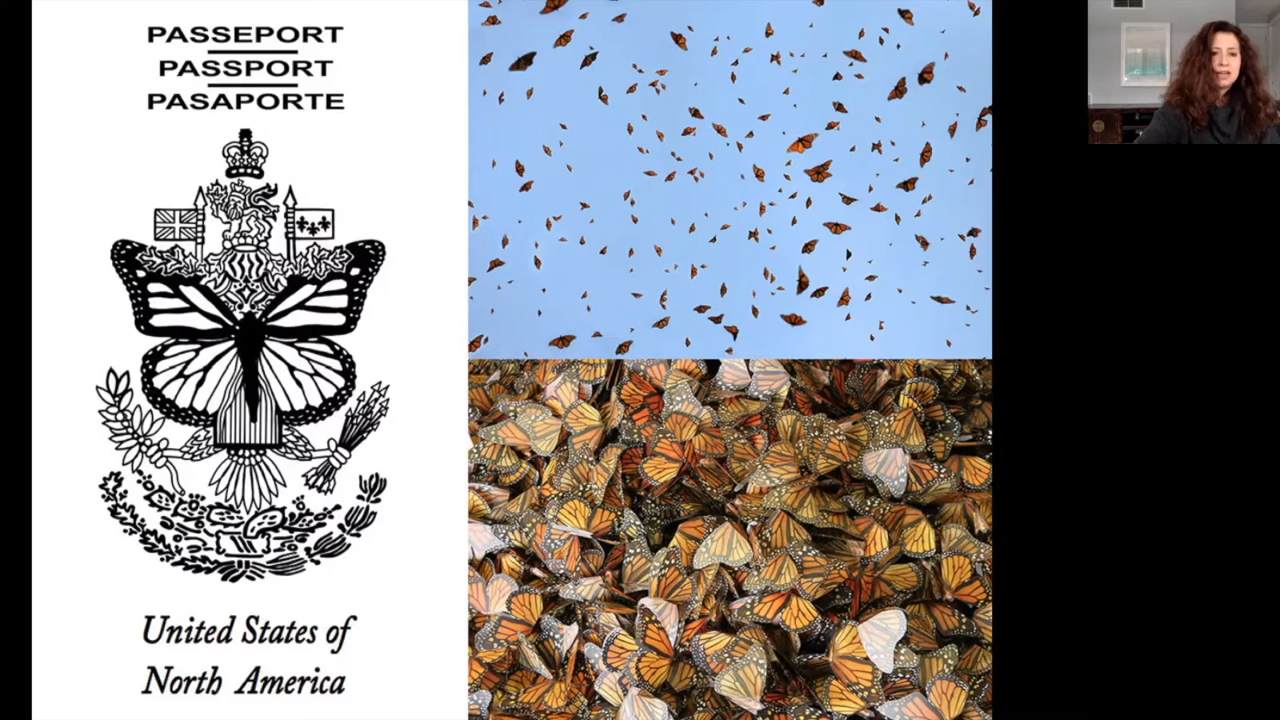 PASSEPORT
PASSPORT
PASAPORTE
United States of
North America